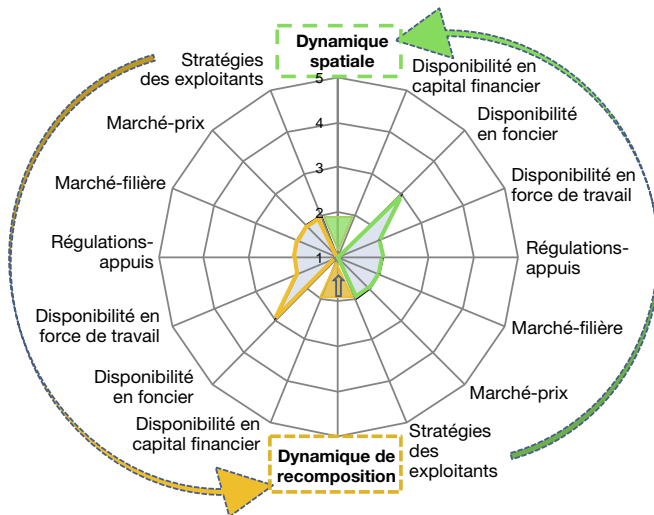 Dynamique
spatiale
Stratégies
des exploitants
Marché-prix
Marché-filière
Régulations-
appuis
Disponibilité en
force de travail
Disponibilité
en foncier
Disponibilité en
capital financier
Dynamique de
recomposition
Disponibilité en
capital financier
Disponibilité
en foncier
Disponibilité en
force de travail
Régulations-
appuis
Marché-filière
Marché-prix
Stratégies
des
exploitants
5
4
3
2
1